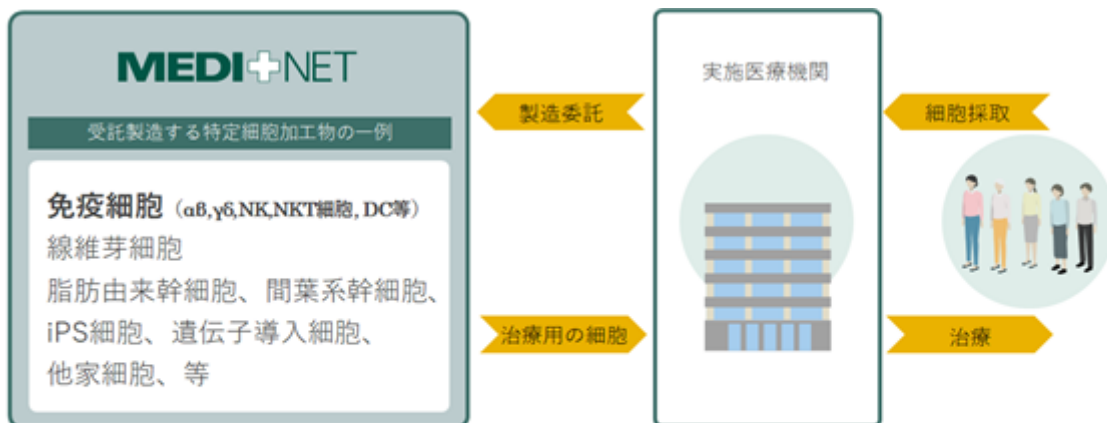 MEDI+NET
受託製造する特定細胞加工物の一例
免疫細胞（αβ,γδ,NK,NKT細胞, DC等）
線維芽細胞
脂肪由来幹細胞、間葉系幹細胞、
iPS細胞、遺伝子導入細胞、
他家細胞、等
製造委託
治療用の細胞
実施医療機関
細胞採取
治療